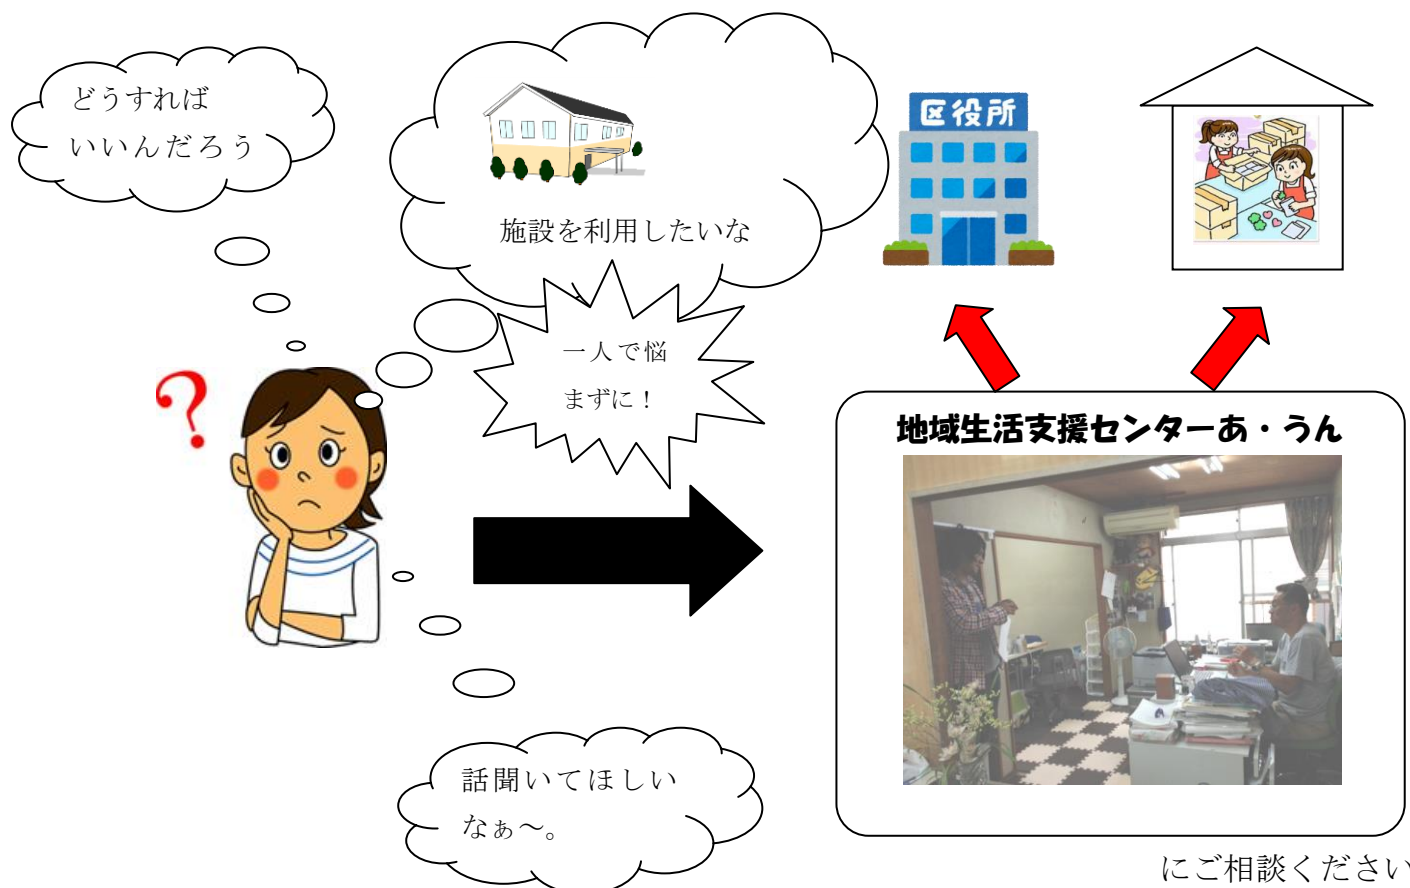 どうすれば
いいんだろう
施設を利用したいな
区役所
一人で悩
まずに！
地域生活支援センターあ・うん
話聞いてほしい
なぁ～。
にご相談ください